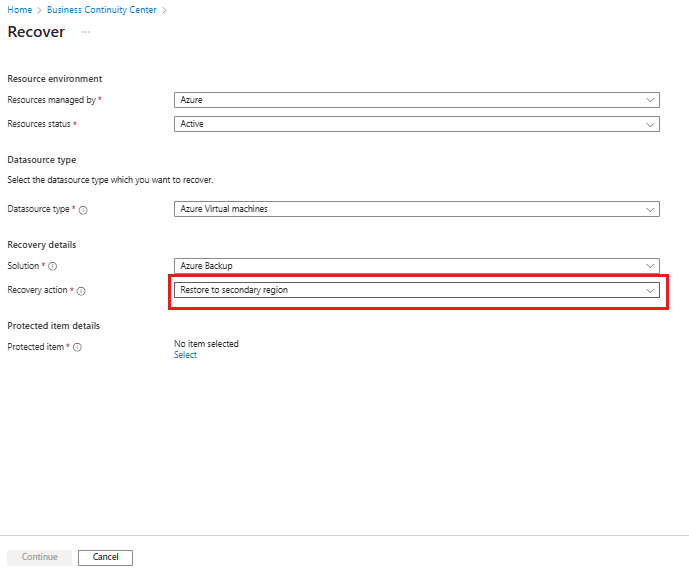 Home > Business Continuity Center >
Recover ...
Resource environment
Resources managed by * Azure
Resources status * Active
Datasource type
Select the datasource type which you want to recover.
Datasource type * Azure Virtual machines
Recovery details
Solution * Azure Backup
Recovery action * Restore to secondary region
Protected item details
Protected item * No item selected
Select
Continue Cancel